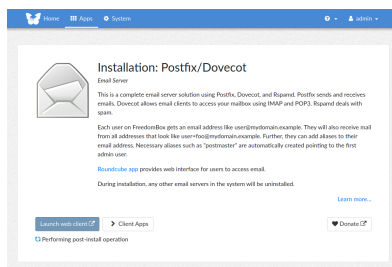 Home Apps System admin
Installation: Postfix/Dovecot
Email Server
This is a complete email server solution using Postfix, Dovecot, and Rspamd. Postfix sends and receives
emails. Dovecot allows email clients to access your mailbox using IMAP and POP3. Rspamd deals with
spam.
Each user on FreedomBox gets an email address like user@mydomain.example. They will also receive mail
from all addresses that look like user+foo@mydomain.example. Further, they can add aliases to their
email address. Necessary aliases such as "postmaster" are automatically created pointing to the first
admin user.
Roundcube app provides web interface for users to access email.
During installation, any other email servers in the system will be uninstalled.
Learn more...
Launch web client Client Apps Donate
Performing post-install operation